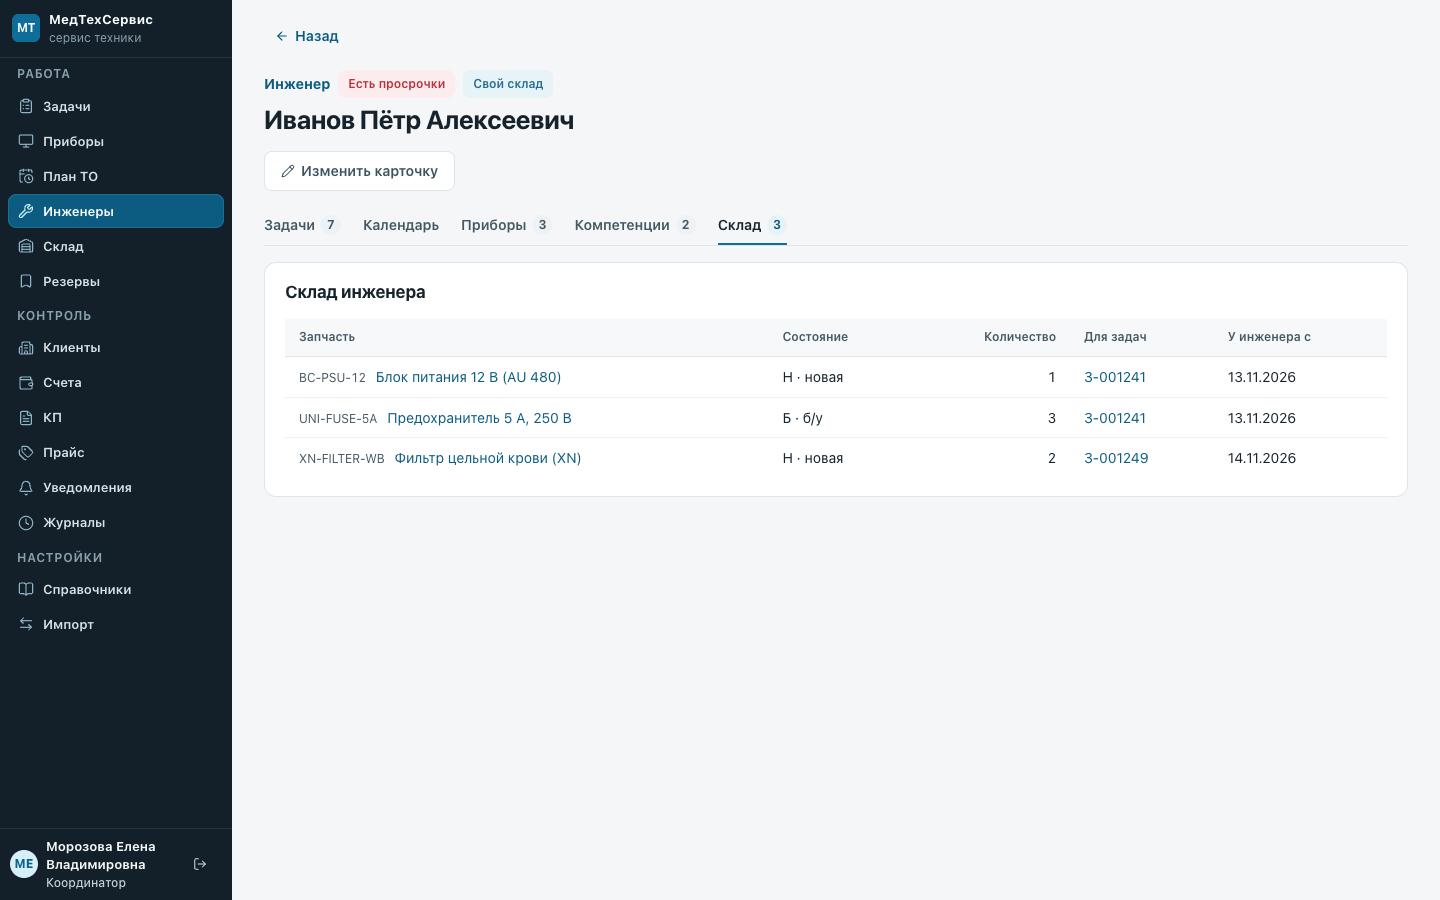 МТ
МедТехСервис
сервис техники
РАБОТА
Задачи
Приборы
План ТО
Инженеры
Склад
Резервы
КОНТРОЛЬ
Клиенты
Счета
КП
Прайс
Уведомления
Журналы
НАСТРОЙКИ
Справочники
Импорт
МЕ
Морозова Елена
Владимировна
Координатор
Назад
Инженер Есть просрочки Свой склад
Иванов Пётр Алексеевич
Изменить карточку
Задачи 7 Календарь Приборы 3 Компетенции 2 Склад 3
Склад инженера
Запчасть Состояние Количество Для задач У инженера с
BC-PSU-12 Блок питания 12 В (AU 480) Н · новая 1 З-001241 13.11.2026
UNI-FUSE-5A Предохранитель 5 А, 250 В Б · б/у 3 З-001241 13.11.2026
XN-FILTER-WB Фильтр цельной крови (XN) Н · новая 2 З-001249 14.11.2026